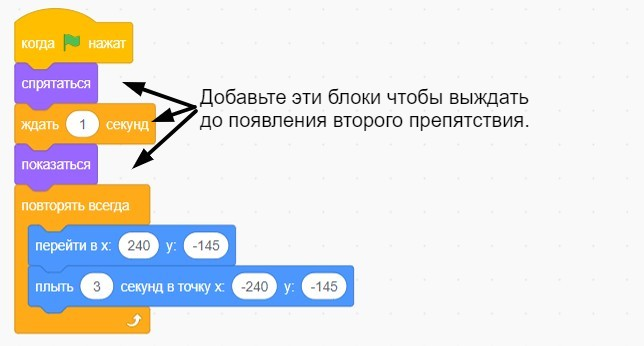 когда нажат
спрятаться
ждать 1 секунд
показаться
повторять всегда
перейти в x: 240 y: -145
плыть 3 секунд в точку x: -240 y: -145
Добавьте эти блоки чтобы выждать
до появления второго препятствия.